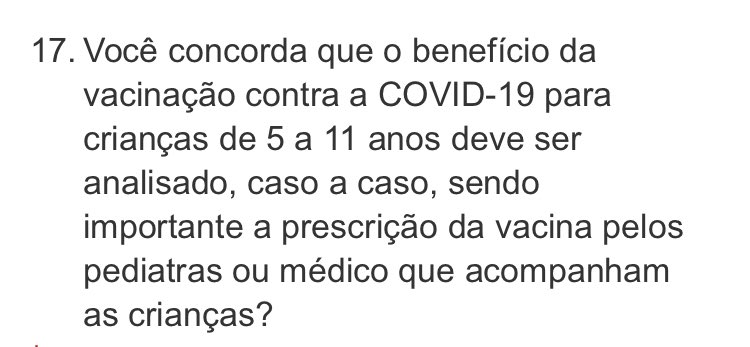 17. Você concorda que o benefício da
vacinação contra a COVID-19 para
crianças de 5 a 11 anos deve ser
analisado, caso a caso, sendo
importante a prescrição da vacina pelos
pediatras ou médico que acompanham
as crianças?